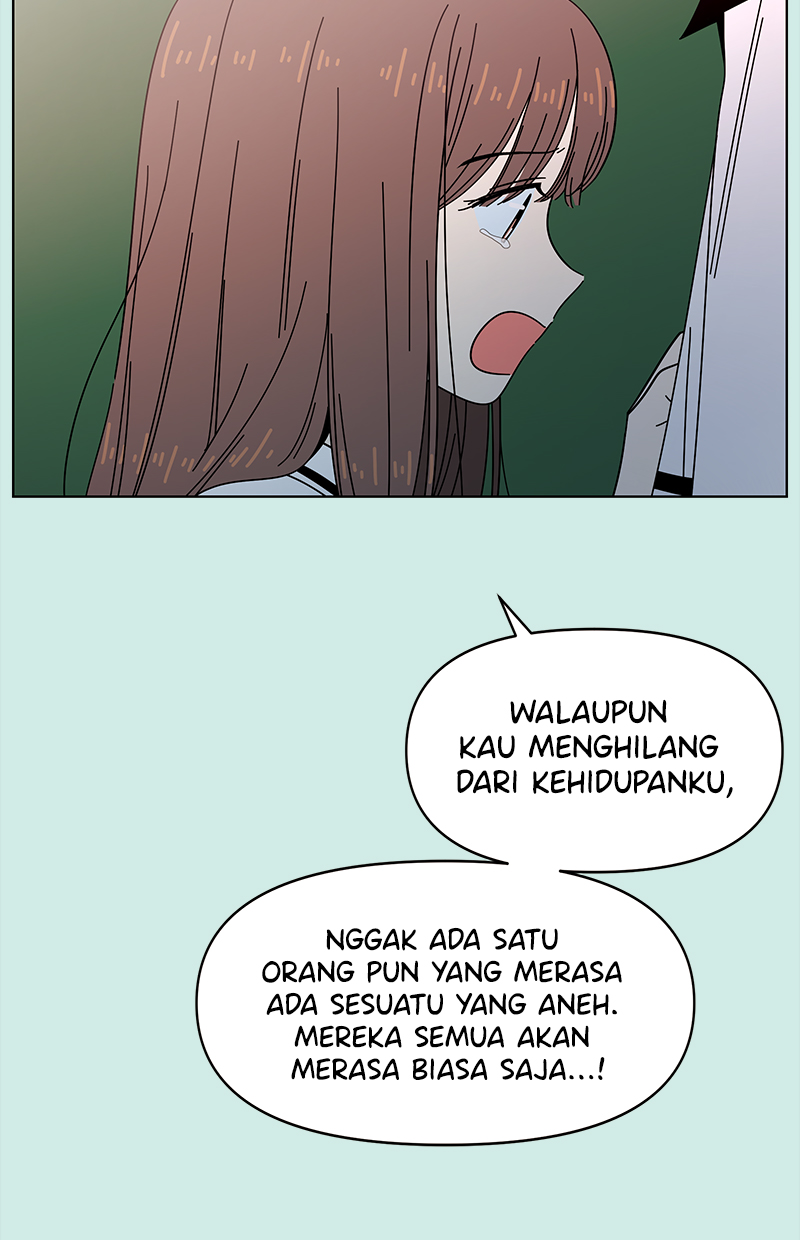 WALAUPUN
KAU MENGHILANG
DARI KEHIDUPANKU,
NGGAK ADA SATU
ORANG PUN YANG MERASA
ADA SESUATU YANG ANEH.
MEREKA SEMUA AKAN
MERASA BIASA SAJA...!